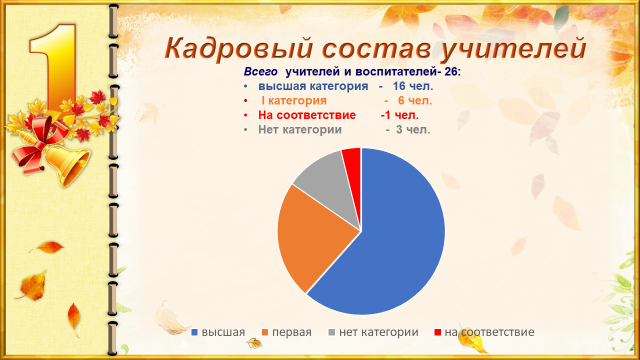 1
Кадровый состав учителей
Всего учителей и воспитателей- 26:
• высшая категория - 16 чел.
• I категория - 6 чел.
• На соответствие -1 чел.
• Нет категории - 3 чел.
высшая первая нет категории на соответствие